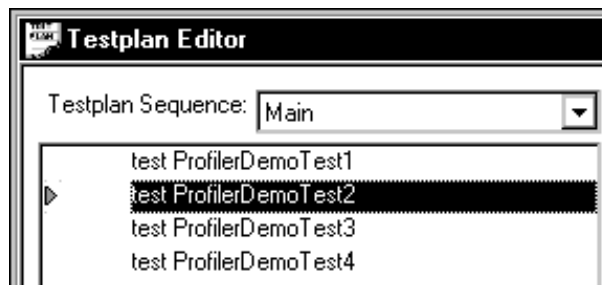 Testplan Editor
Testplan Sequence: Main
test ProfilerDemoTest1
test ProfilerDemoTest2
test ProfilerDemoTest3
test ProfilerDemoTest4